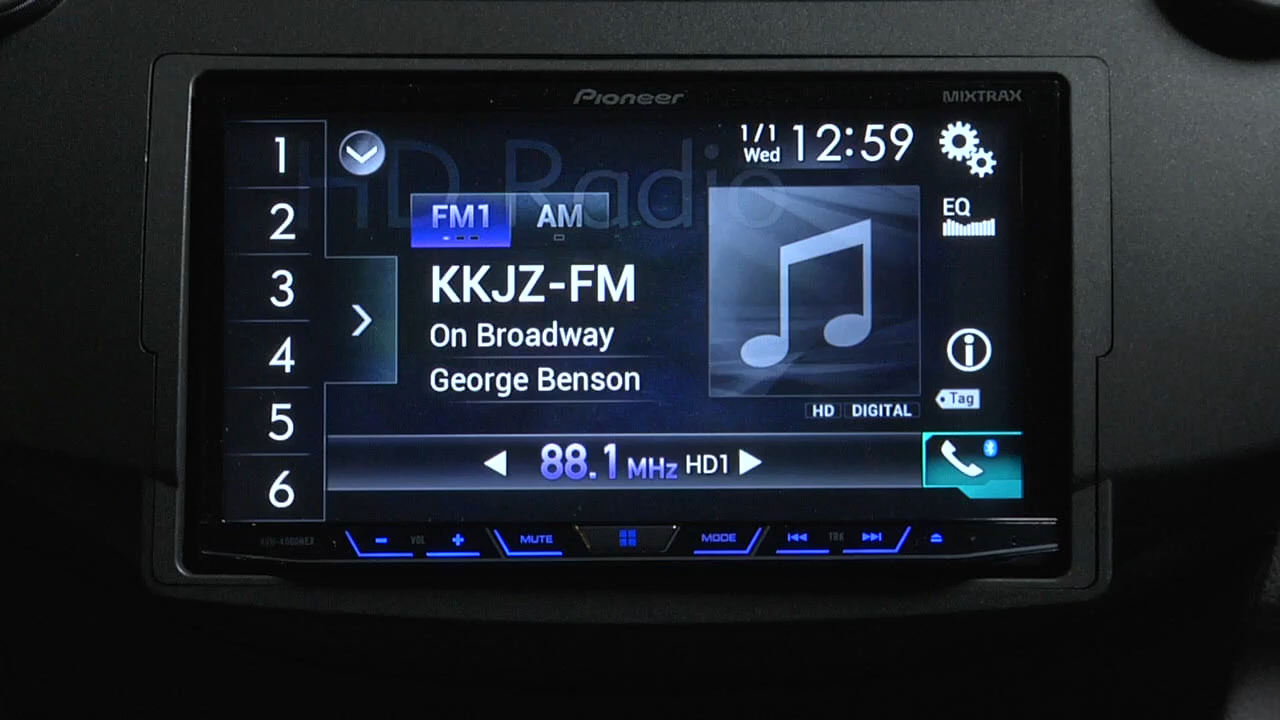 Pioneer
MIXTRAX
HD Radio
1/1
Wed
12:59
1
2
3
4
5
6
FM1
AM
EQ
KKJZ-FM
On Broadway
George Benson
HD
DIGITAL
Tag
88.1 MHz HD1
VOL
MUTE
MODE
TRK